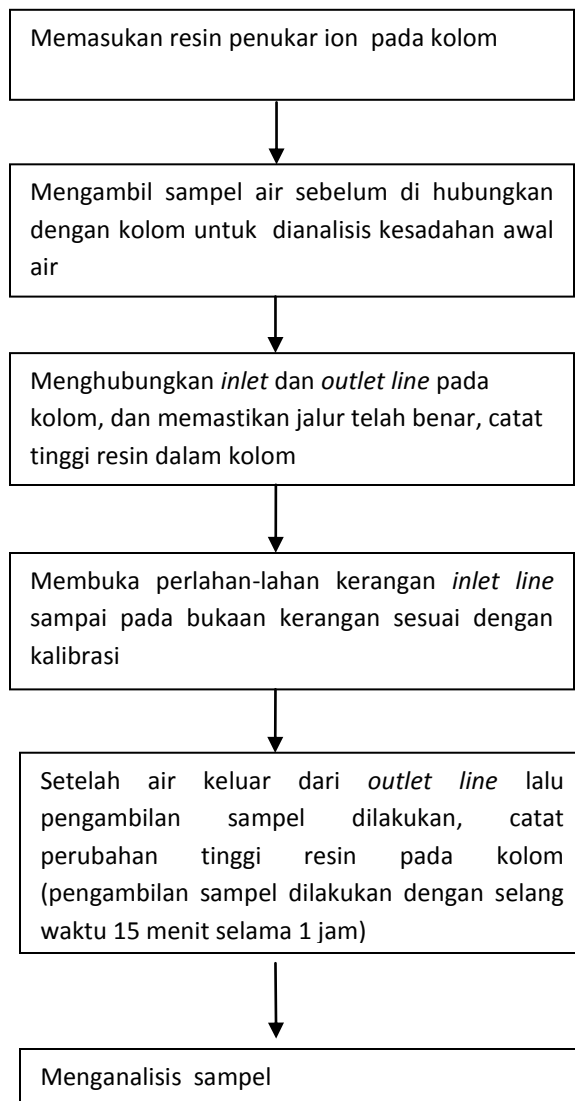 Memasukan resin penukar ion pada kolom
Mengambil sampel air sebelum di hubungkan
dengan kolom untuk dianalisis kesadahan awal
air
Menghubungkan inlet dan outlet line pada
kolom, dan memastikan jalur telah benar, catat
tinggi resin dalam kolom
Membuka perlahan-lahan kerangan inlet line
sampai pada bukaan kerangan sesuai dengan
kalibrasi
Setelah air keluar dari outlet line lalu
pengambilan sampel dilakukan, catat
perubahan tinggi resin pada kolom
(pengambilan sampel dilakukan dengan selang
waktu 15 menit selama 1 jam)
Menganalisis sampel